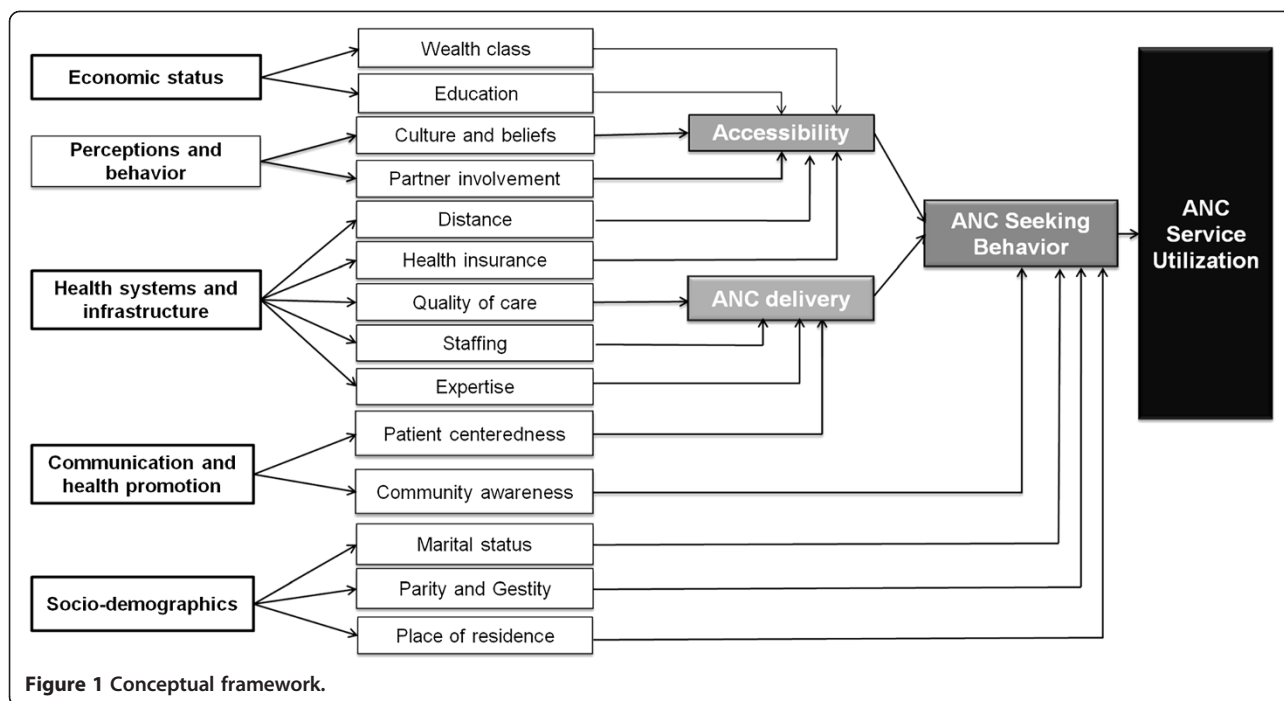 Economic status
Perceptions and
behavior
Health systems and
infrastructure
Communication and
health promotion
Socio-demographics
Wealth class
Education
Culture and beliefs
Partner involvement
Distance
Health insurance
Quality of care
Staffing
Expertise
Patient centeredness
Community awareness
Marital status
Parity and Gestity
Place of residence
Accessibility
ANC delivery
ANC Seeking
Behavior
ANC
Service
Utilization
Figure 1 Conceptual framework.